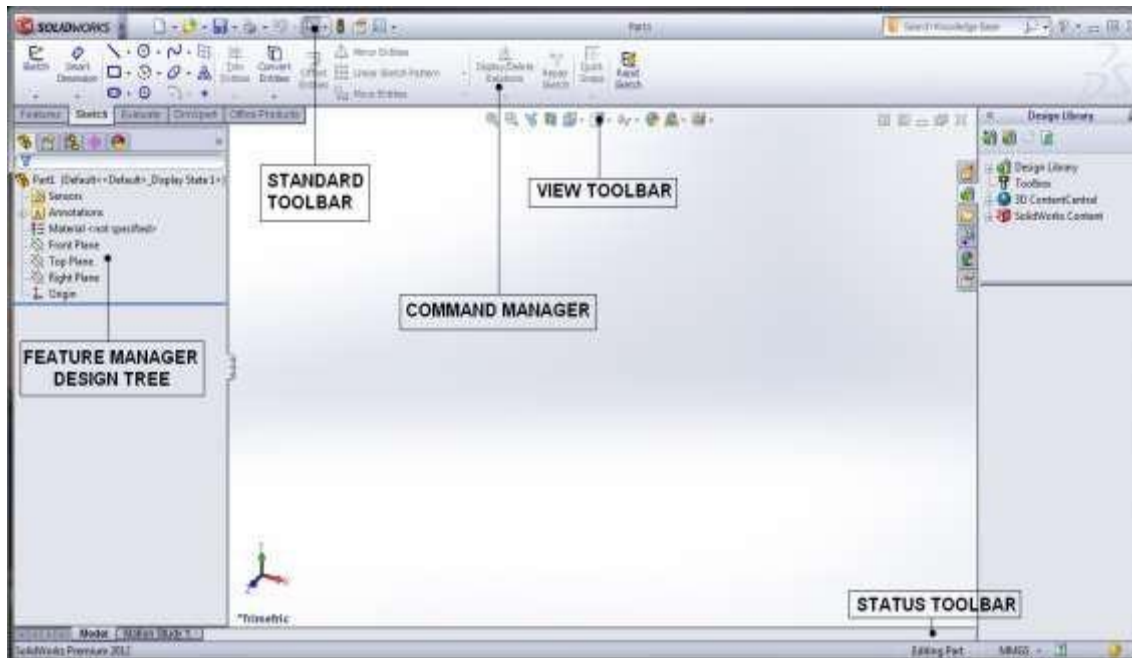 SOLIDWORKS
Part1
Search Knowledge Base
Sketch
Smart Dimension
Trim Entities
Convert Entities
Offset Entities
Mirror Entities
Linear Sketch Pattern
Move Entities
Display/Delete Relations
Repair Sketch
Quick Snaps
Rapid Sketch
Features
Sketch
Evaluate
DimXpert
Office Products
Design Library
Part1 (Default<<Default>_Display State 1>)
Sensors
Annotations
Material <not specified>
Front Plane
Top Plane
Right Plane
Origin
Design Library
Toolbox
3D ContentCentral
SolidWorks Content
STANDARD
TOOLBAR
VIEW TOOLBAR
COMMAND MANAGER
FEATURE MANAGER
DESIGN TREE
STATUS TOOLBAR
*Trimetric
Model
Motion Study 1
SolidWorks Premium 2012
Editing Part
MMGS